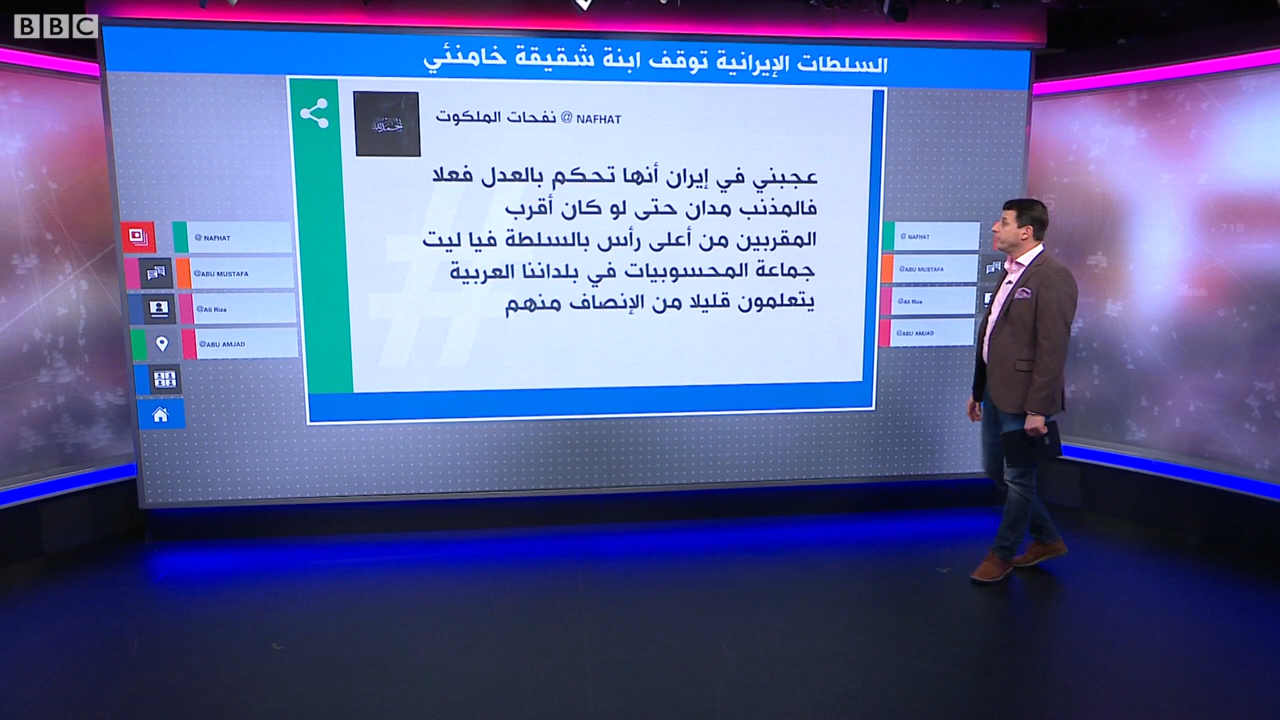 BBC
السلطات الإيرانية توقف ابنة شقيقة خامنئي
نفحات الملكوت @ NAFHAT
عجبني في إيران أنها تحكم بالعدل فعلا
فالمذنب مدان حتى لو كان أقرب
المقربين من أعلى رأس بالسلطة فيا ليت
جماعة المحسوبيات في بلداننا العربية
يتعلمون قليلا من الإنصاف منهم
@ NAFHAT
@ABU MUSTAFA
@Ali Riza
@ABU AMJAD
@ NAFHAT
@ABU MUSTAFA
@Ali Riza
@ABU AMJAD